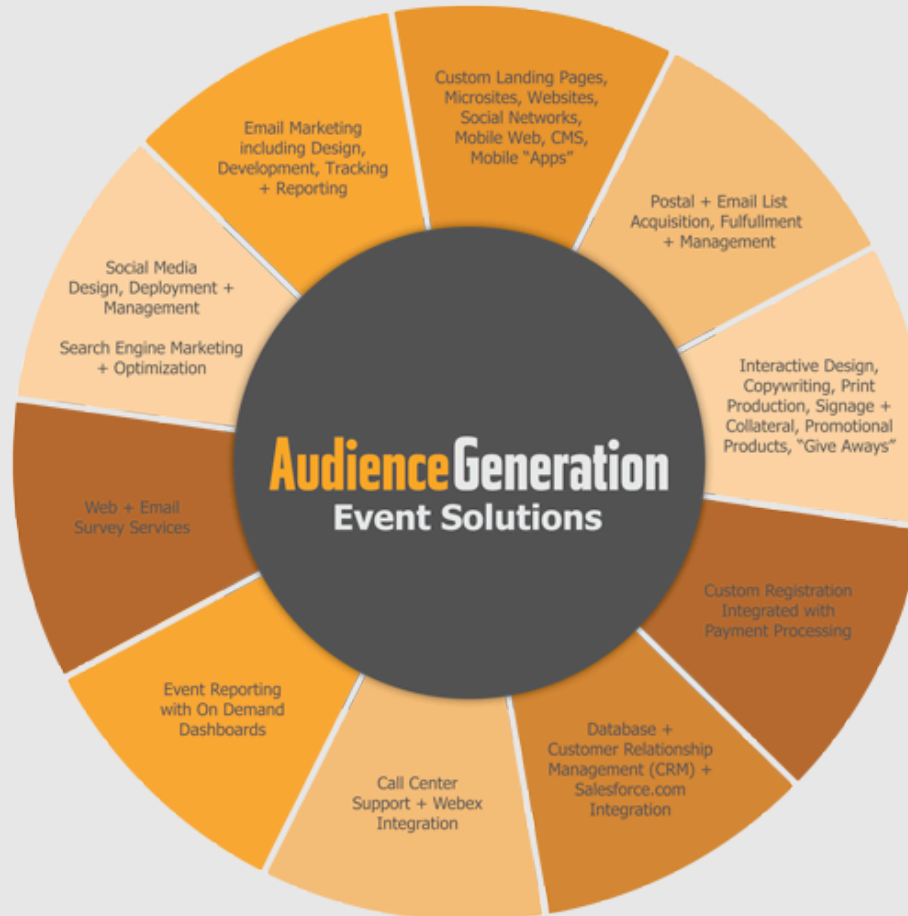 Custom Landing Pages,
Microsites, Websites,
Social Networks,
Mobile Web, CMS,
Mobile “Apps”
Postal + Email List
Acquisition, Fulfullment
+ Management
Interactive Design,
Copywriting, Print
Production, Signage +
Collateral, Promotional
Products, “Give Aways”
Custom Registration
Integrated with
Payment Processing
Database +
Customer Relationship
Management (CRM) +
Salesforce.com
Integration
Call Center
Support + Webex
Integration
Event Reporting
with On Demand
Dashboards
Web + Email
Survey Services
Social Media
Design, Deployment +
Management
Search Engine Marketing
+ Optimization
Email Marketing
including Design,
Development, Tracking
+ Reporting
AudienceGeneration
Event Solutions